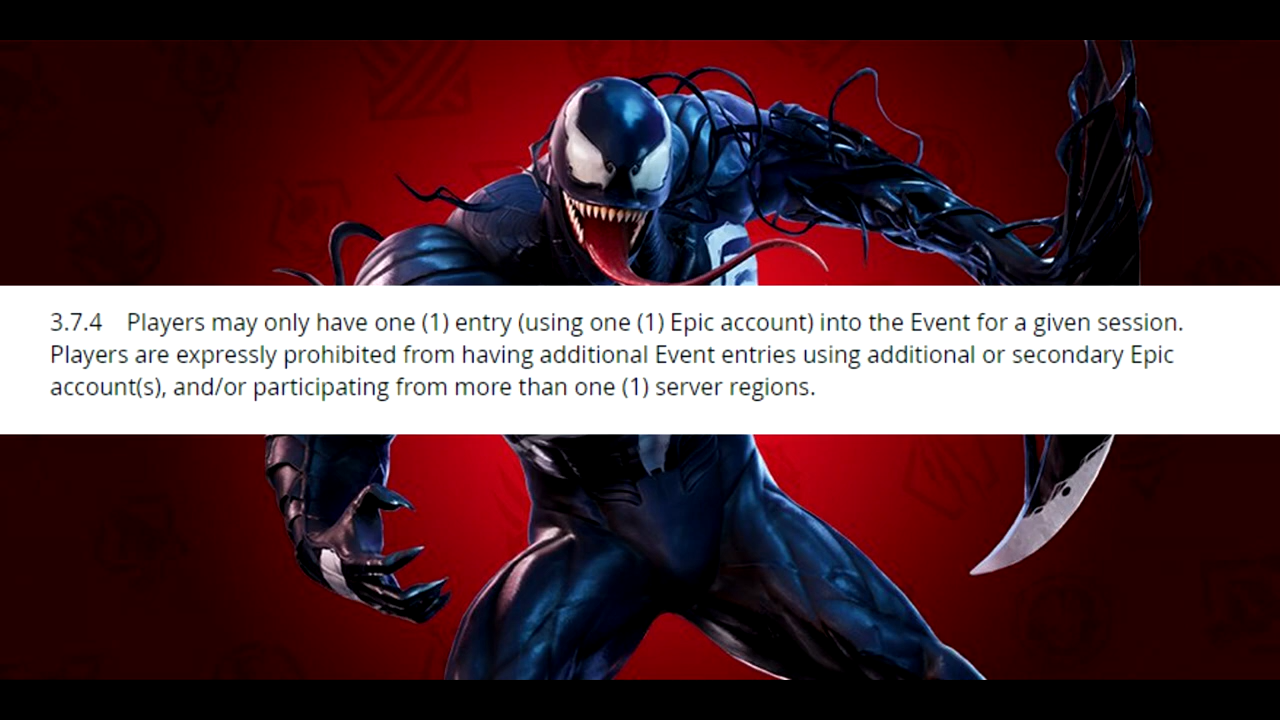 3.7.4 Players may only have one (1) entry (using one (1) Epic account) into the Event for a given session.
Players are expressly prohibited from having additional Event entries using additional or secondary Epic
account(s), and/or participating from more than one (1) server regions.